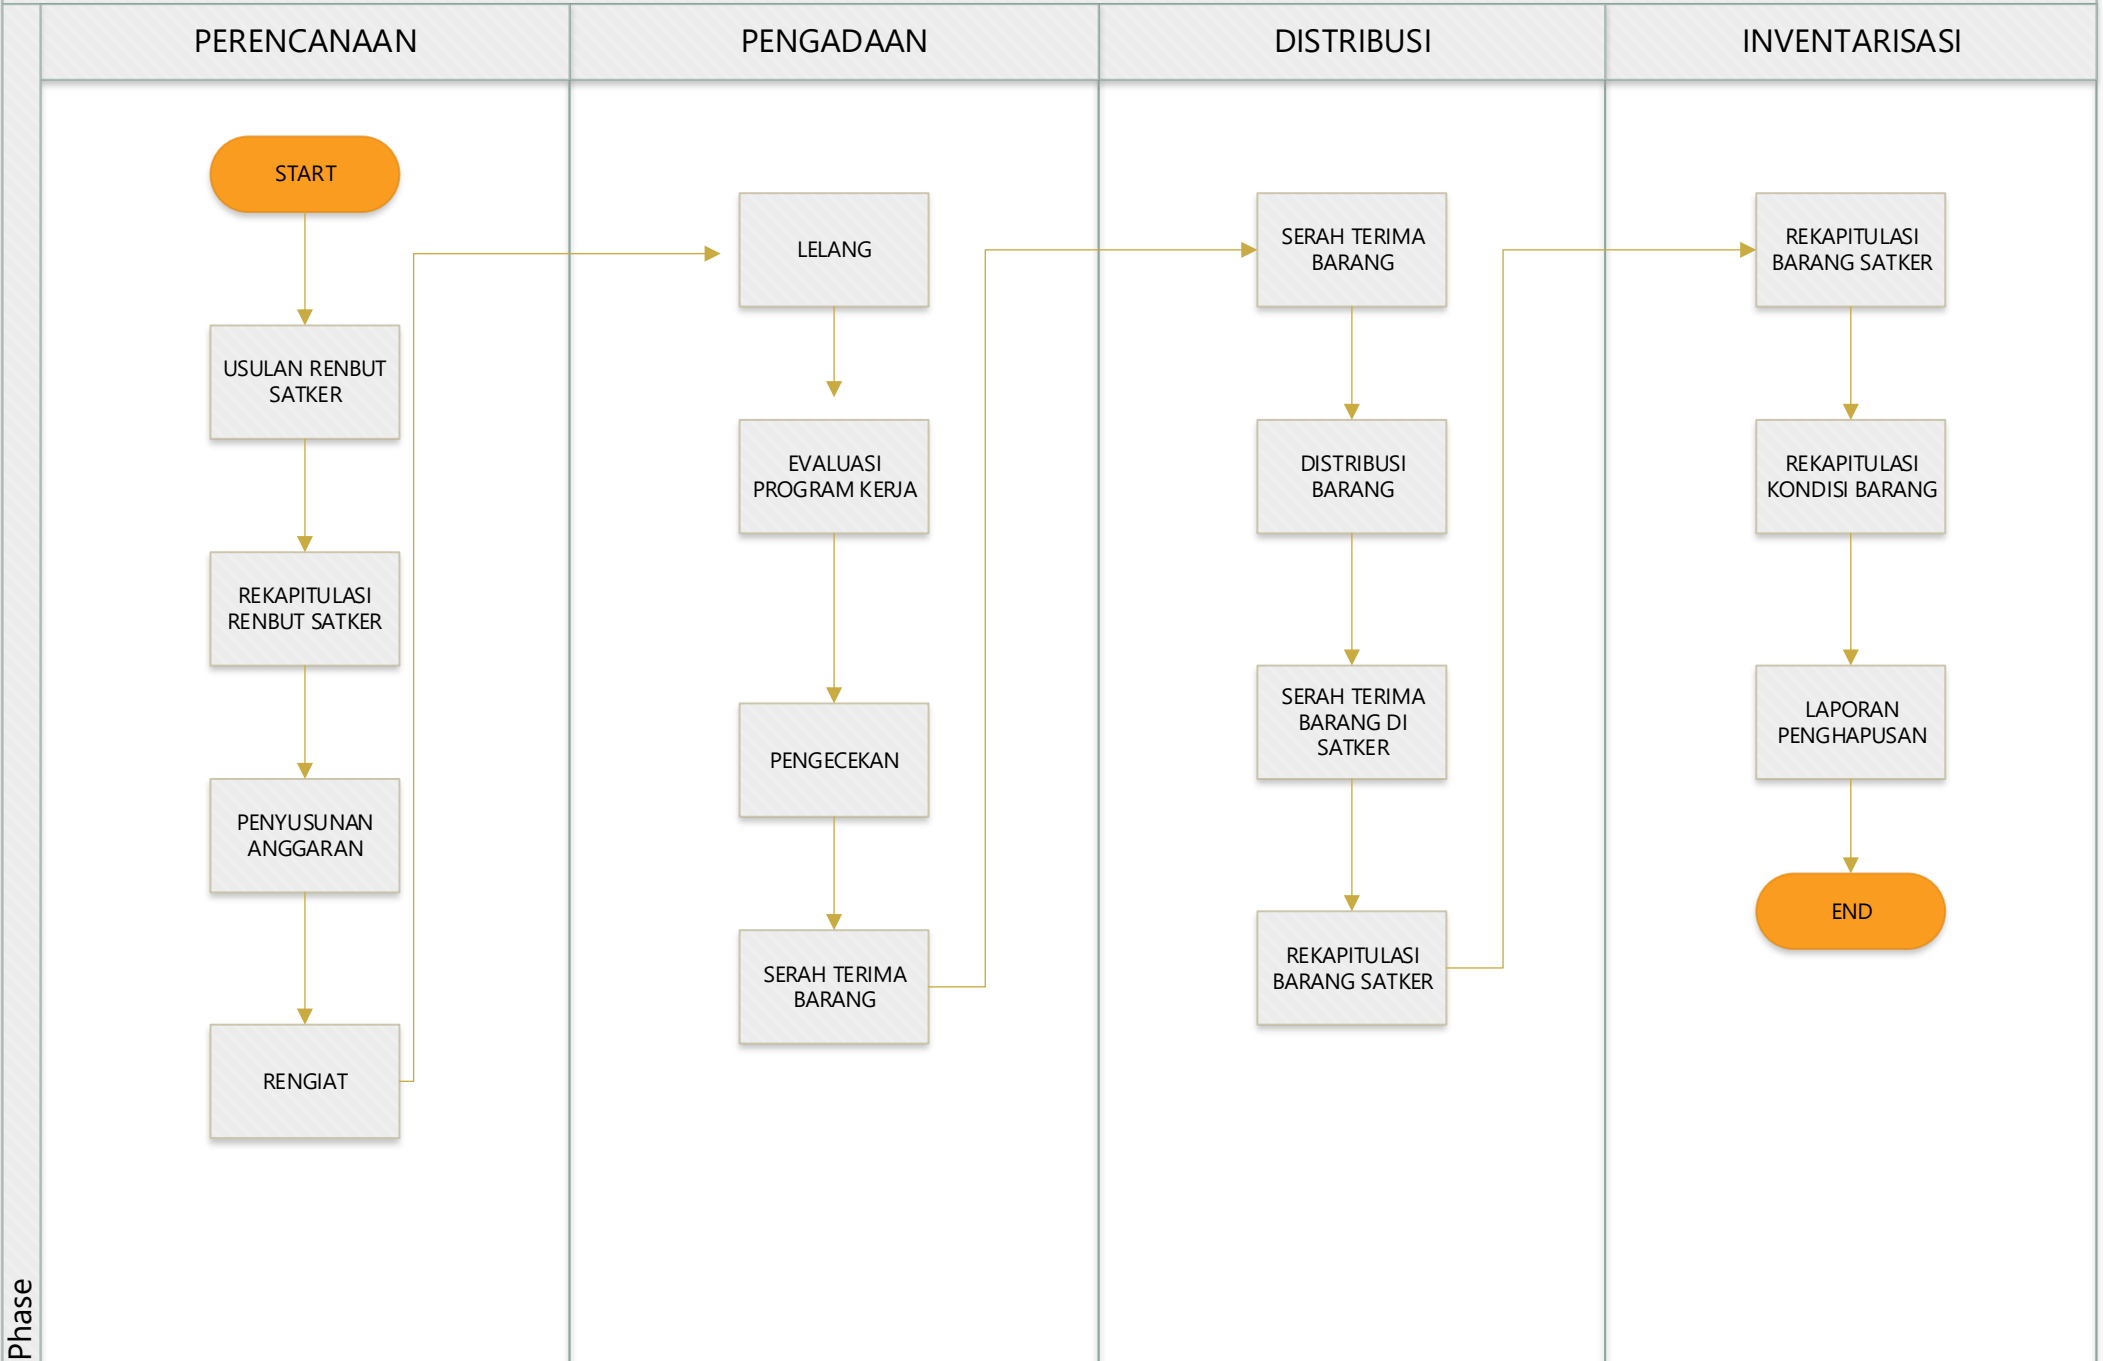 PERENCANAAN
PENGADAAN
DISTRIBUSI
INVENTARISASI
START
USULAN RENBUT
SATKER
REKAPITULASI
RENBUT SATKER
PENYUSUNAN
ANGGARAN
RENGIAT
LELANG
EVALUASI
PROGRAM KERJA
PENGECEKAN
SERAH TERIMA
BARANG
SERAH TERIMA
BARANG
DISTRIBUSI
BARANG
SERAH TERIMA
BARANG DI
SATKER
REKAPITULASI
BARANG SATKER
REKAPITULASI
BARANG SATKER
REKAPITULASI
KONDISI BARANG
LAPORAN
PENGHAPUSAN
END
Phase